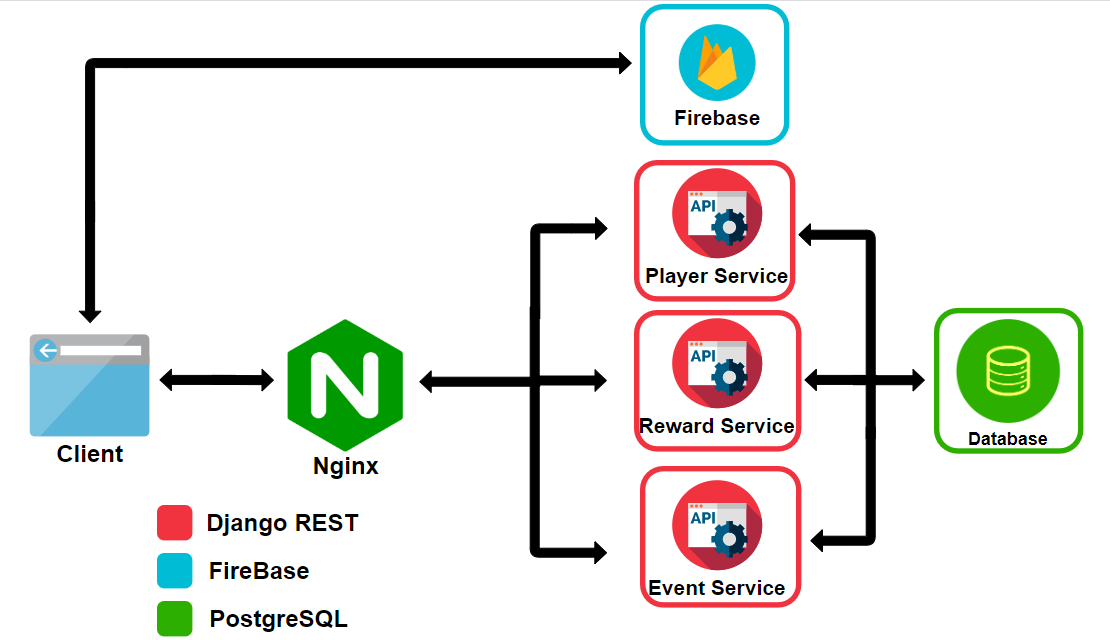 Firebase
API
Player Service
API
Reward Service
API
Event Service
Database
Client
N
Nginx
Django REST
FireBase
PostgreSQL